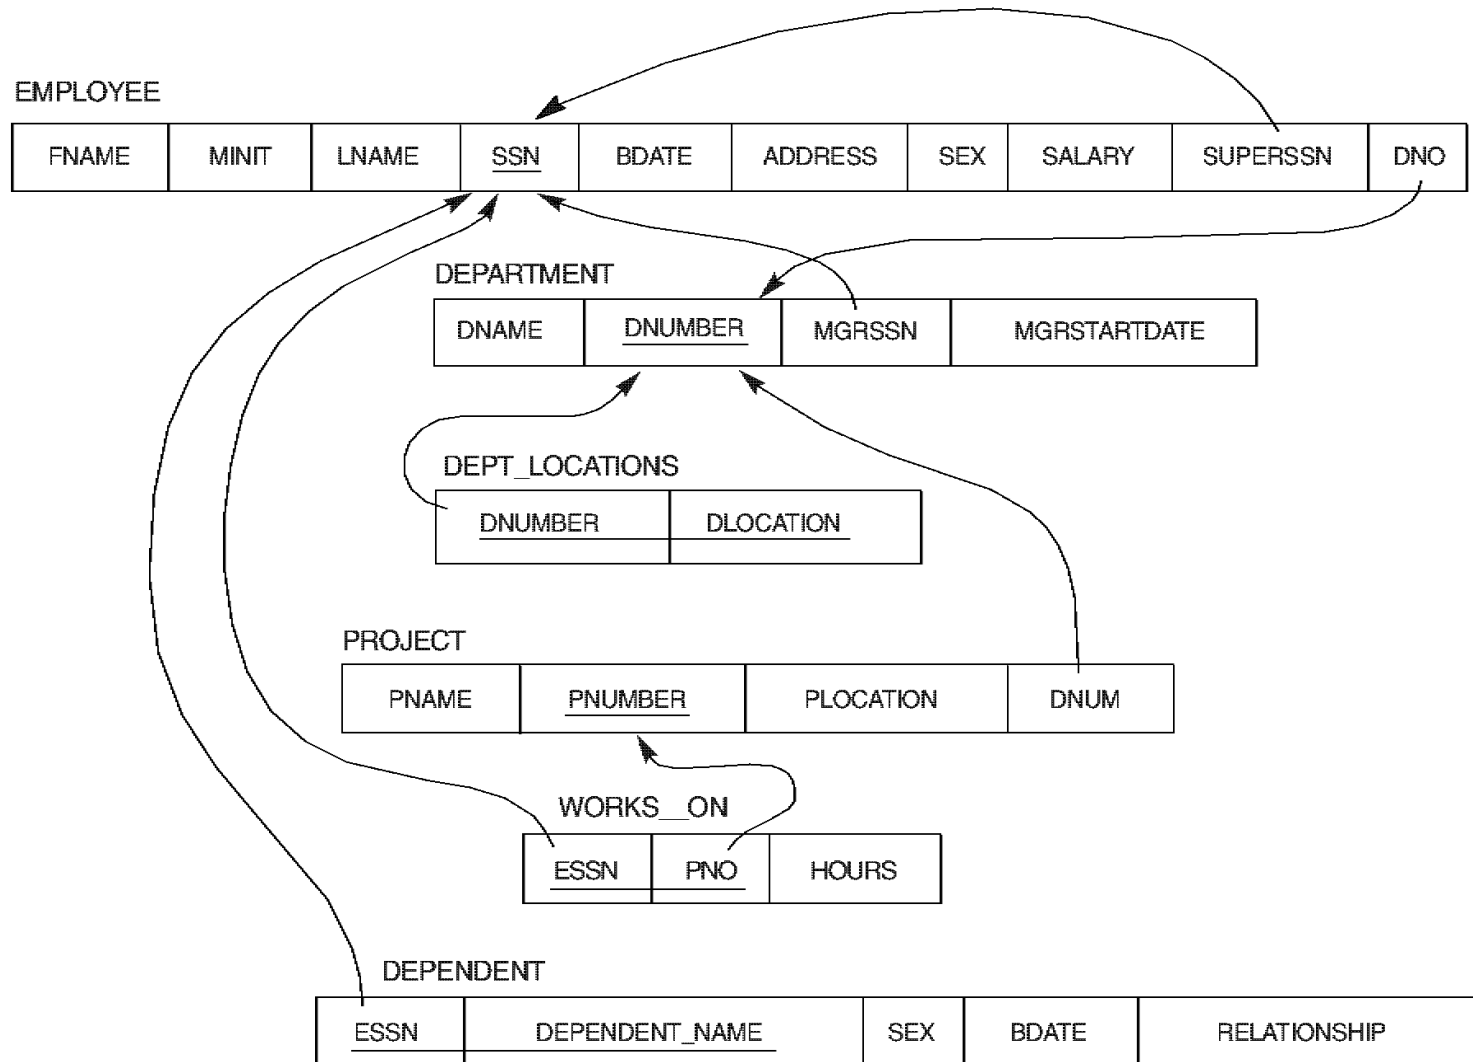 EMPLOYEE
FNAME MINIT LNAME SSN BDATE ADDRESS SEX SALARY SUPERSSN DNO
DEPARTMENT
DNAME DNUMBER MGRSSN MGRSTARTDATE
DEPT_LOCATIONS
DNUMBER DLOCATION
PROJECT
PNAME PNUMBER PLOCATION DNUM
WORKS__ON
ESSN PNO HOURS
DEPENDENT
ESSN DEPENDENT_NAME SEX BDATE RELATIONSHIP